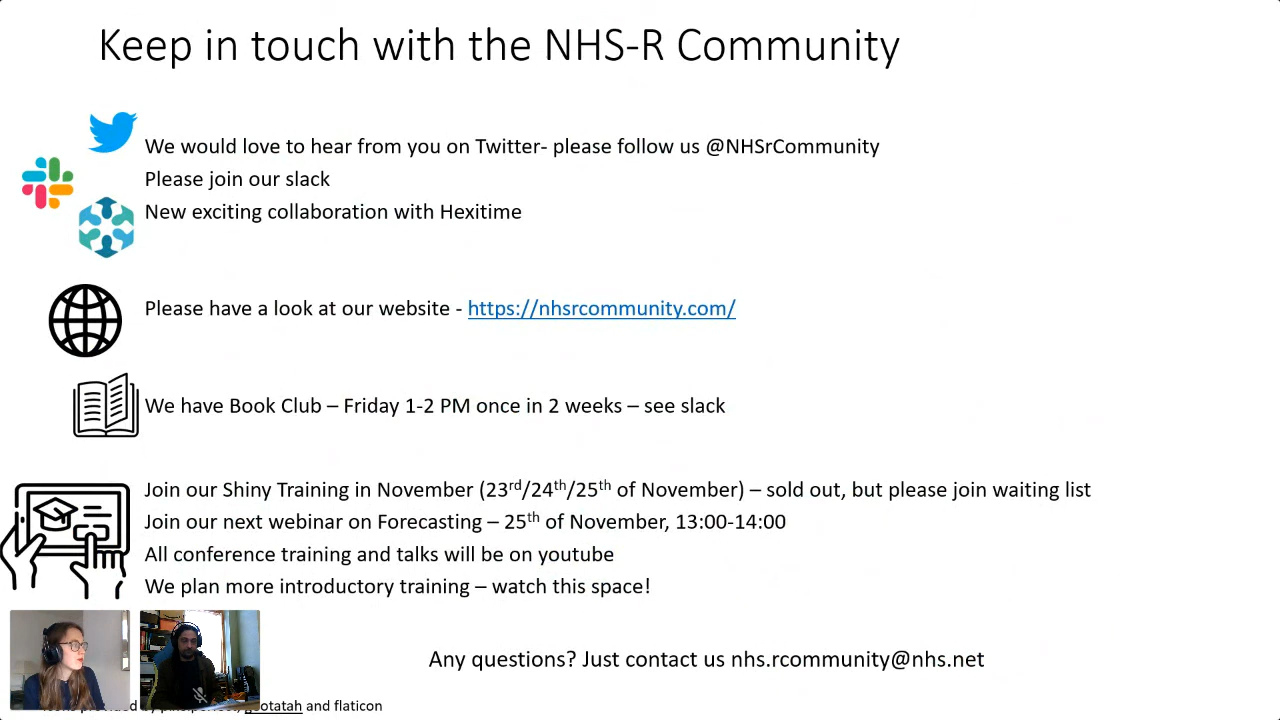 Keep in touch with the NHS-R Community
We would love to hear from you on Twitter- please follow us @NHSrCommunity
Please join our slack
New exciting collaboration with Hexitime
Please have a look at our website - https://nhsrcommunity.com/
We have Book Club – Friday 1-2 PM once in 2 weeks – see slack
Join our Shiny Training in November (23rd/24th/25th of November) – sold out, but please join waiting list
Join our next webinar on Forecasting – 25th of November, 13:00-14:00
All conference training and talks will be on youtube
We plan more introductory training – watch this space!
Any questions? Just contact us nhs.rcommunity@nhs.net
and flaticon